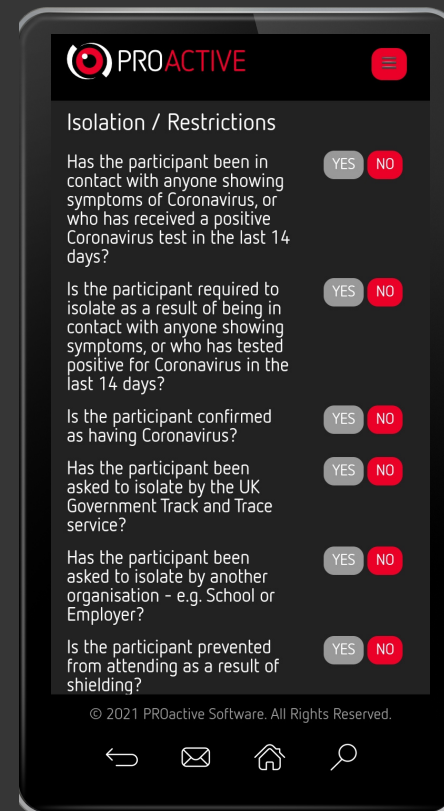 PROACTIVE
Isolation / Restrictions
Has the participant been in
contact with anyone showing
symptoms of Coronavirus, or
who has received a positive
Coronavirus test in the last 14
days?
YES NO
Is the participant required to
isolate as a result of being in
contact with anyone showing
symptoms, or who has tested
positive for Coronavirus in the
last 14 days?
YES NO
Is the participant confirmed
as having Coronavirus?
YES NO
Has the participant been
asked to isolate by the UK
Government Track and Trace
service?
YES NO
Has the participant been
asked to isolate by another
organisation - e.g. School or
Employer?
YES NO
Is the participant prevented
from attending as a result of
shielding?
YES NO
© 2021 PROactive Software. All Rights Reserved.